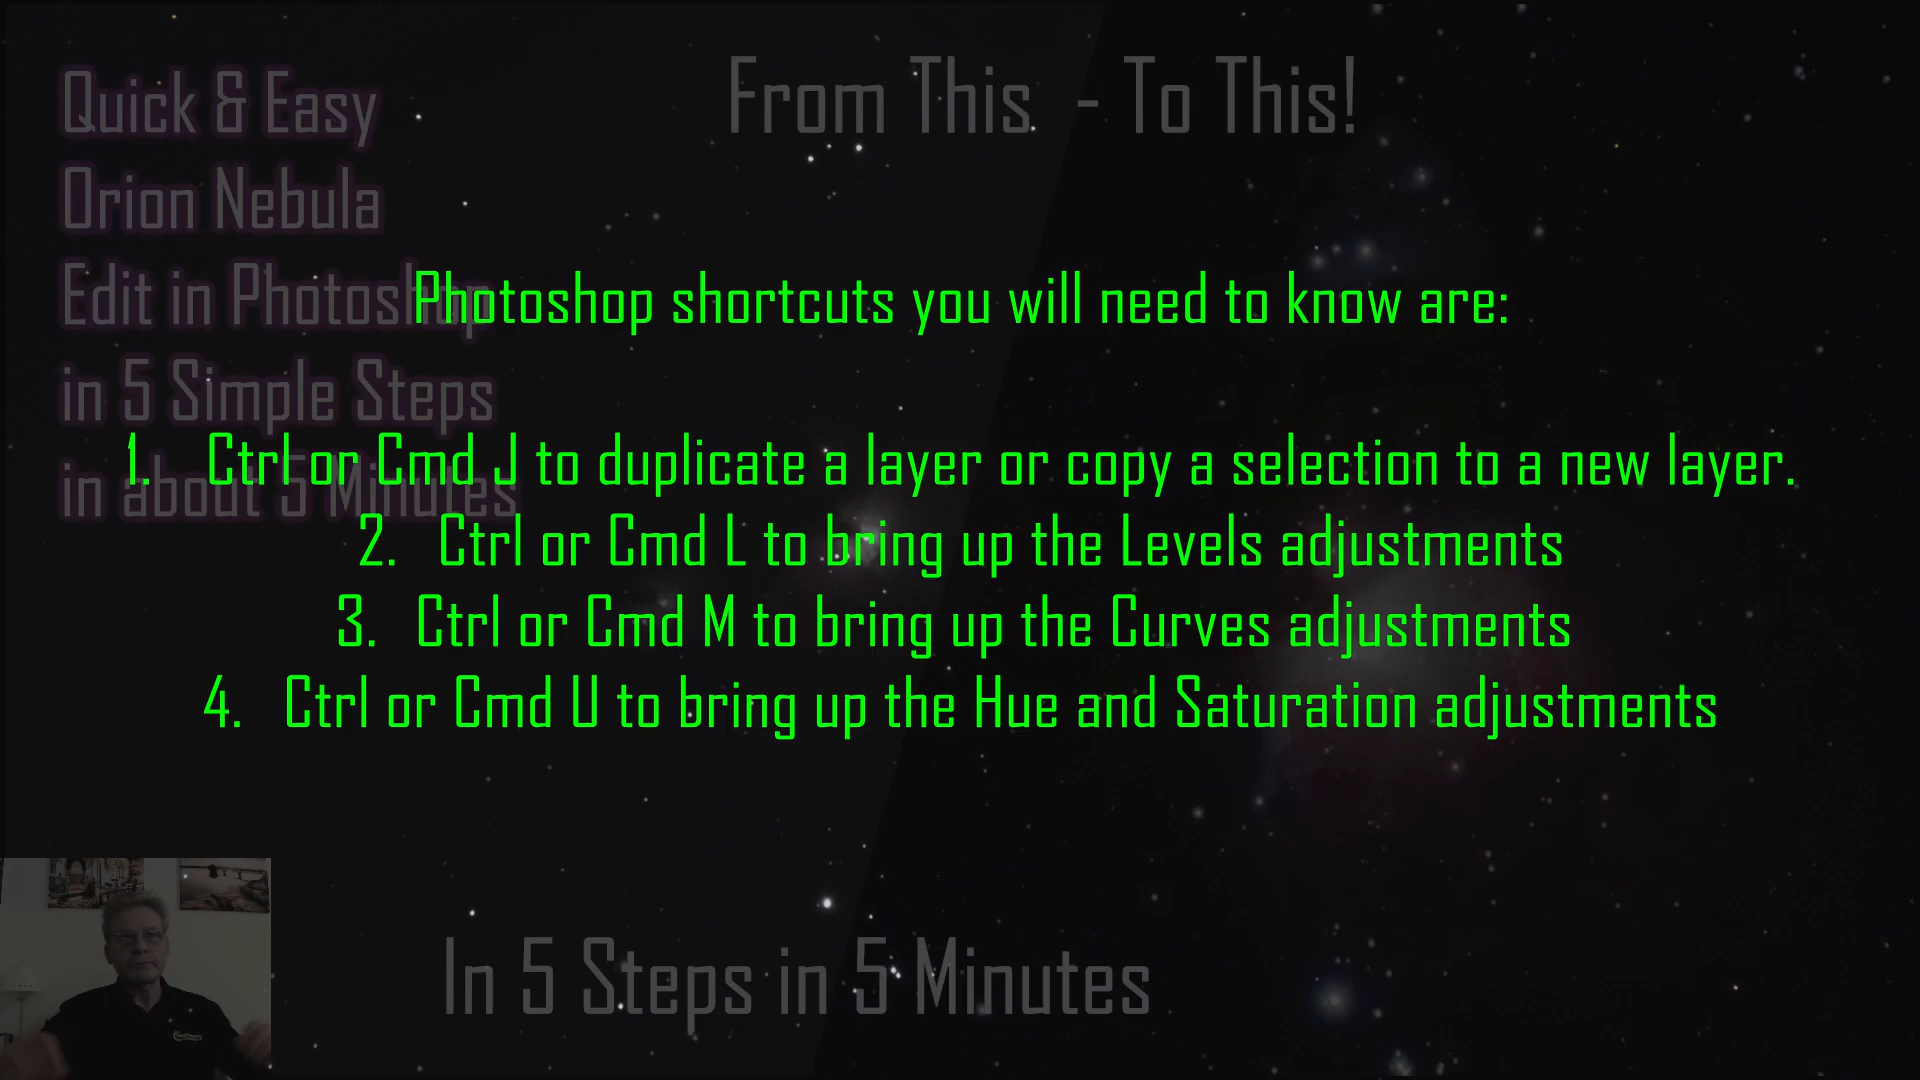 Quick & Easy
Orion Nebula
Edit in Photoshop
in 5 Simple Steps
in about 5 Minutes
From This - To This!
Photoshop shortcuts you will need to know are:
1. Ctrl or Cmd J to duplicate a layer or copy a selection to a new layer.
2. Ctrl or Cmd L to bring up the Levels adjustments
3. Ctrl or Cmd M to bring up the Curves adjustments
4. Ctrl or Cmd U to bring up the Hue and Saturation adjustments
In 5 Steps in 5 Minutes